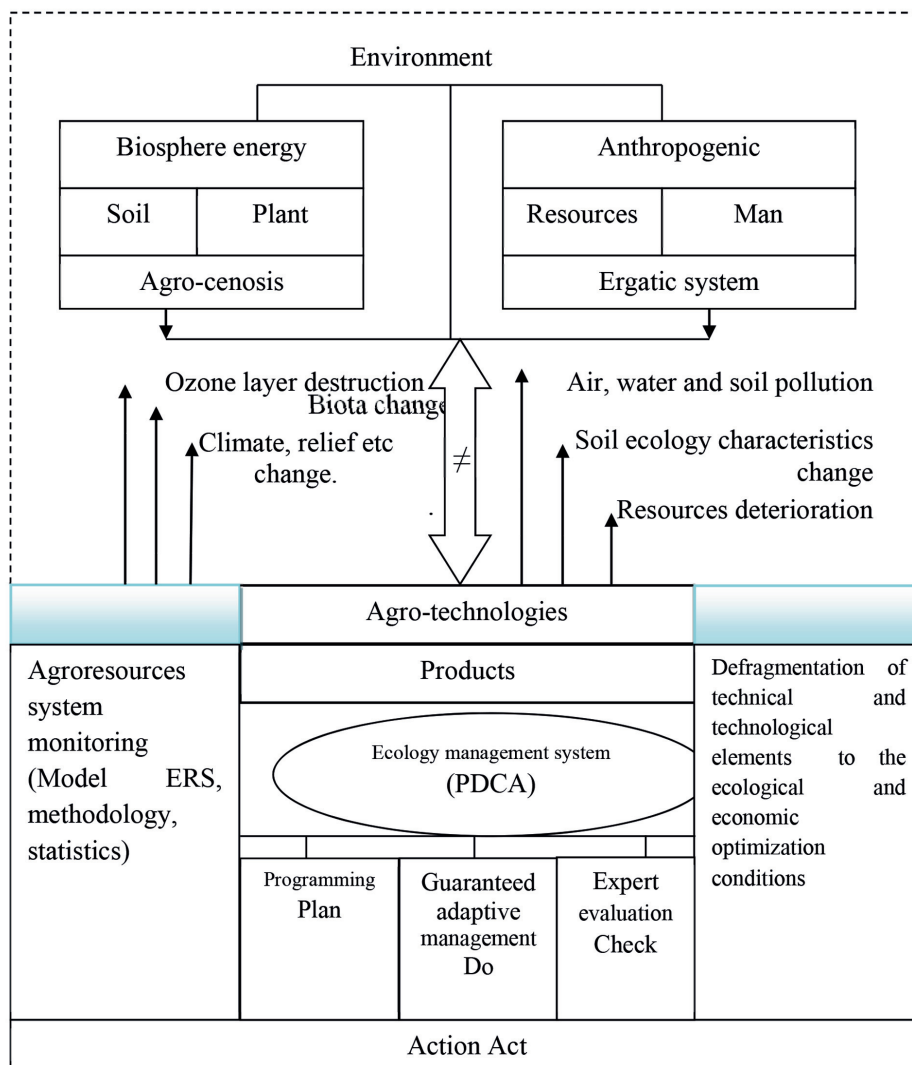 Environment
Biosphere energy
Soil
Plant
Agro-cenosis
Anthropogenic
Resources
Man
Ergatic system
Ozone layer destruction
Biota change
Climate, relief etc
change.
.
≠
Air, water and soil pollution
Soil ecology characteristics
change
Resources deterioration
Agro-technologies
Products
Agroresources
system
monitoring
(Model ERS,
methodology,
statistics)
Ecology management system
(PDCA)
Programming
Plan
Guaranteed
adaptive
management
Do
Expert
evaluation
Check
Defragmentation of
technical and
technological
elements to the
ecological and
economic
optimization
conditions
Action Act